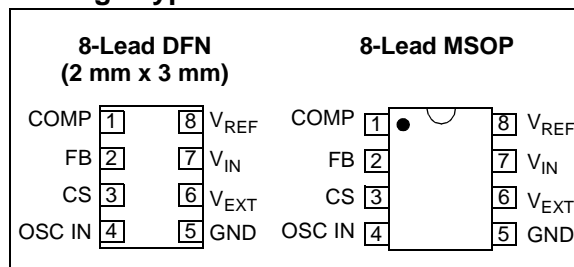 8-Lead DFN
(2 mm x 3 mm)
COMP 1 8 VREF
FB 2 7 VIN
CS 3 6 VEXT
OSC IN 4 5 GND
8-Lead MSOP
COMP 1 8 VREF
FB 2 7 VIN
CS 3 6 VEXT
OSC IN 4 5 GND